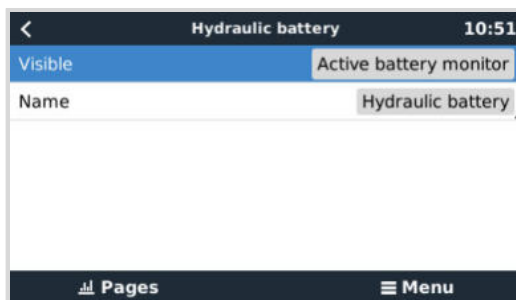 Hydraulic battery 10:51
Visible Active battery monitor
Name Hydraulic battery
Pages Menu